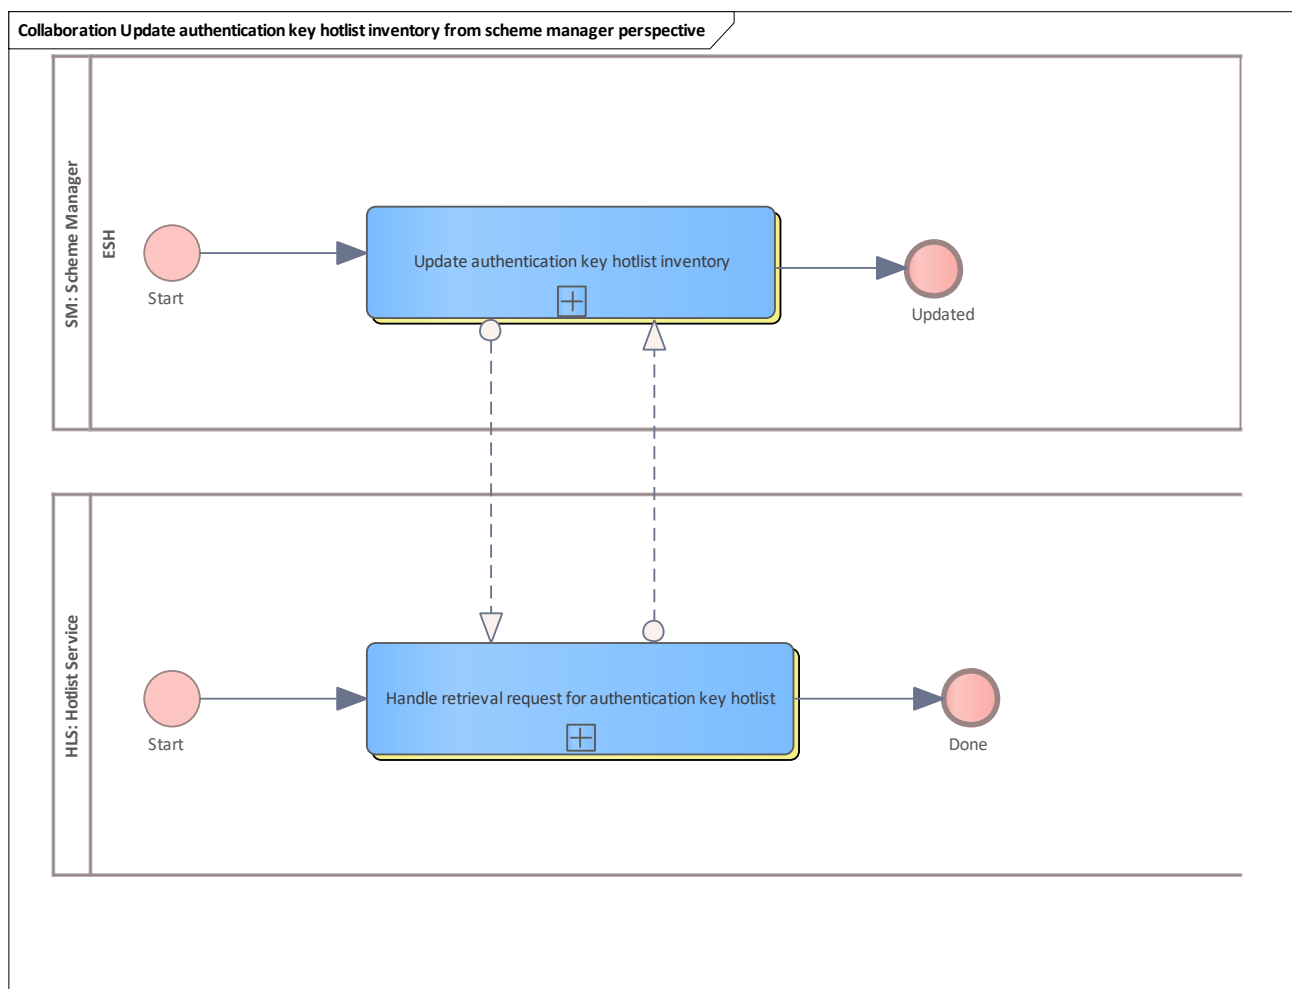 Collaboration Update authentication key hotlist inventory from scheme manager perspective
SM: Scheme Manager
ESH
Start
Update authentication key hotlist inventory
Updated
HLS: Hotlist Service
Start
Handle retrieval request for authentication key hotlist
Done